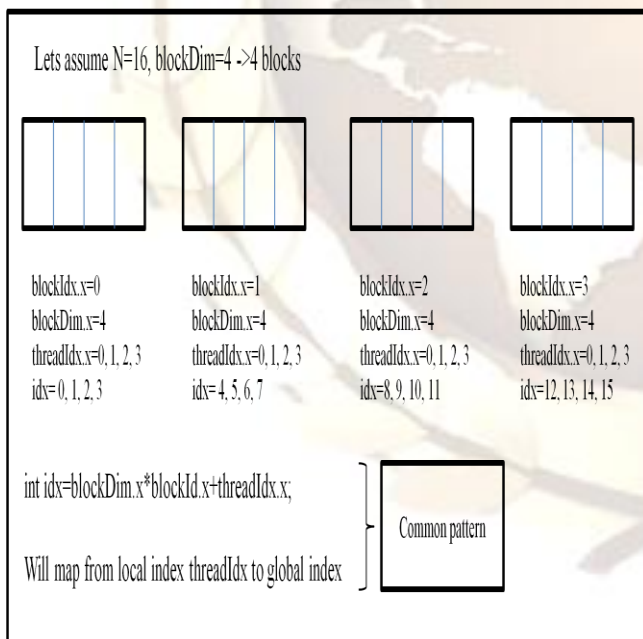 Lets assume N=16, blockDim=4 ->4 blocks
blockIdx.x=0
blockDim.x=4
threadIdx.x=0, 1, 2, 3
idx= 0, 1, 2, 3
blockIdx.x=1
blockDim.x=4
threadIdx.x=0, 1, 2, 3
idx= 4, 5, 6, 7
blockIdx.x=2
blockDim.x=4
threadIdx.x=0, 1, 2, 3
idx=8, 9, 10, 11
blockIdx.x=3
blockDim.x=4
threadIdx.x=0, 1, 2, 3
idx=12, 13, 14, 15
int idx=blockDim.x*blockId.x+threadIdx.x;
Will map from local index threadIdx to global index
Common pattern